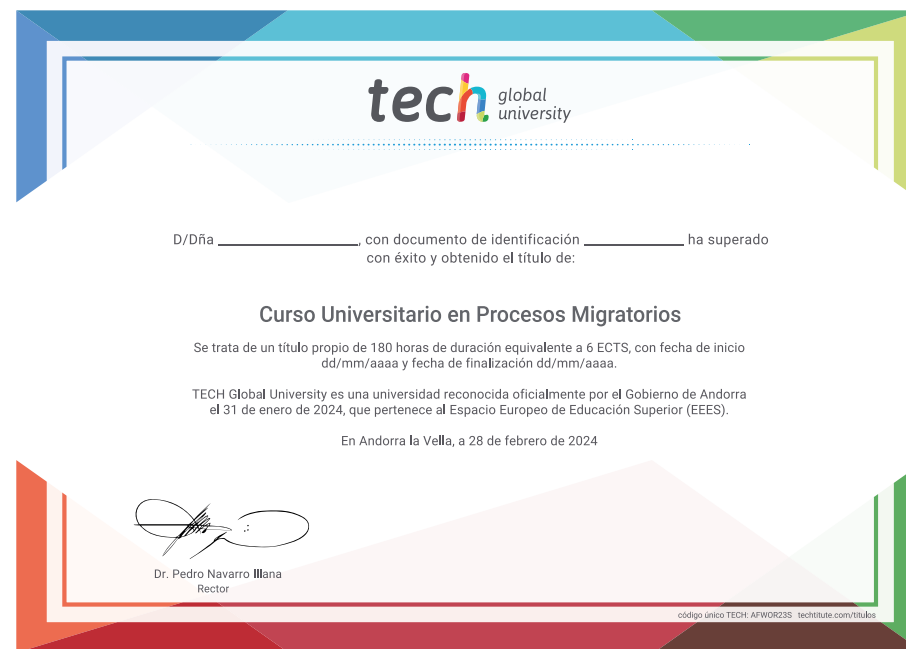 tech global university
D/Dña ____________________, con documento de identificación ______________ ha superado
con éxito y obtenido el título de:
Curso Universitario en Procesos Migratorios
Se trata de un título propio de 180 horas de duración equivalente a 6 ECTS, con fecha de inicio
dd/mm/aaaa y fecha de finalización dd/mm/aaaa.
TECH Global University es una universidad reconocida oficialmente por el Gobierno de Andorra
el 31 de enero de 2024, que pertenece al Espacio Europeo de Educación Superior (EEES).
En Andorra la Vella, a 28 de febrero de 2024
Dr. Pedro Navarro Illana
Rector
código único TECH: AFWOR23S techtitute.com/titulos